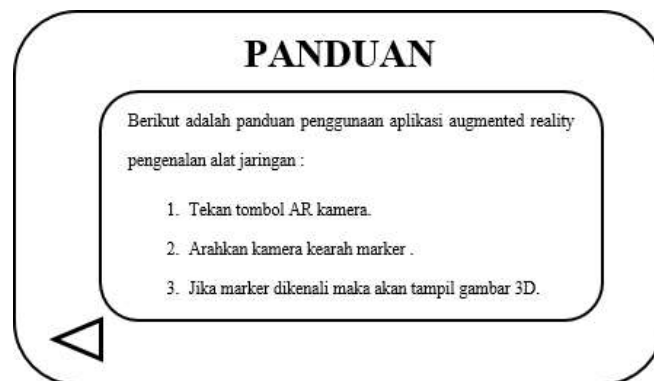 PANDUAN
Berikut adalah panduan penggunaan aplikasi augmented reality
pengenalan alat jaringan :
1. Tekan tombol AR kamera.
2. Arahkan kamera kearah marker .
3. Jika marker dikenali maka akan tampil gambar 3D.